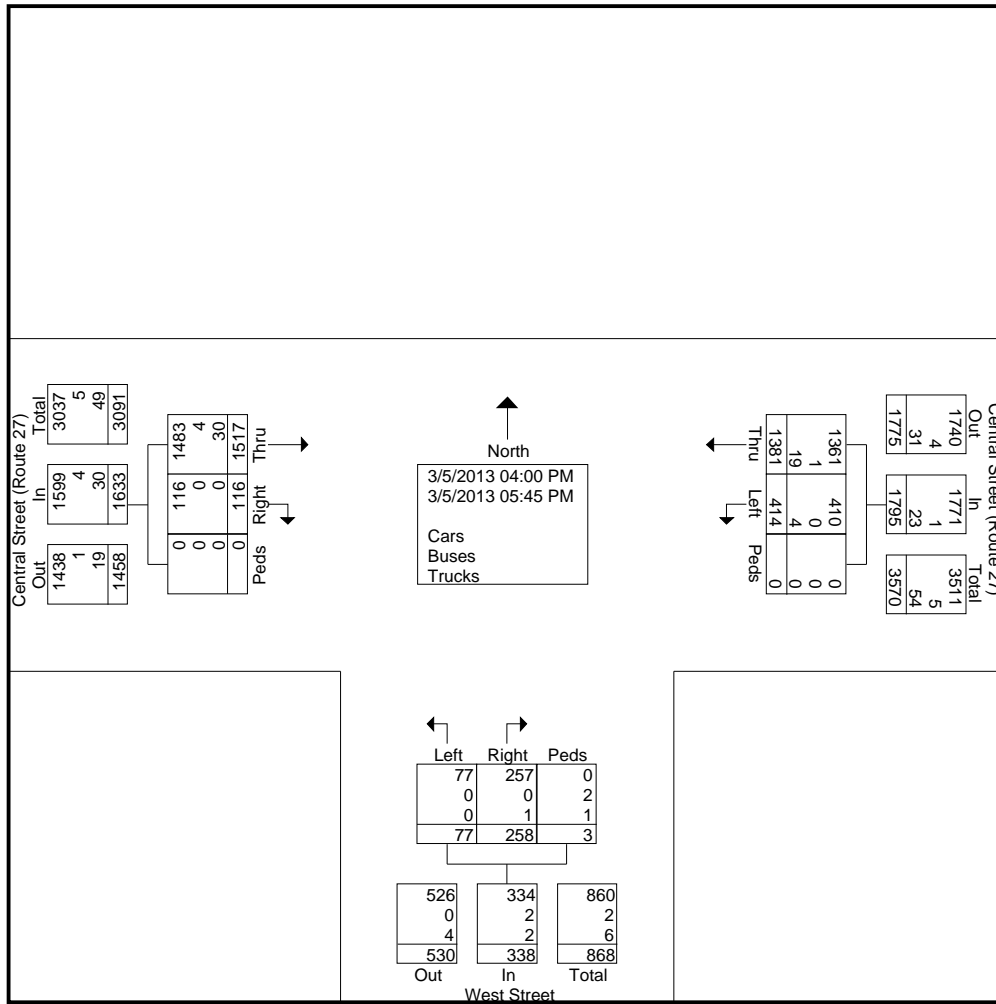 North
3/5/2013 04:00 PM
3/5/2013 05:45 PM
Cars
Buses
Trucks
Central Street (Route 27)
Out In Total
1438 1599 3037
1 4 5
19 30 49
1458 1633 3091
Peds Right Thru
0 116 1483
0 0 4
0 0 30
0 116 1517
Central Street (Route 27)
Out In Total
1740 1771 3511
4 1 5
31 23 54
1775 1795 3570
Thru Left Peds
1361 410 0
1 0 0
19 4 0
1381 414 0
Left Right Peds
77 257 0
0 0 2
0 1 1
77 258 3
526 334 860
0 2 2
4 2 6
530 338 868
Out In Total
West Street